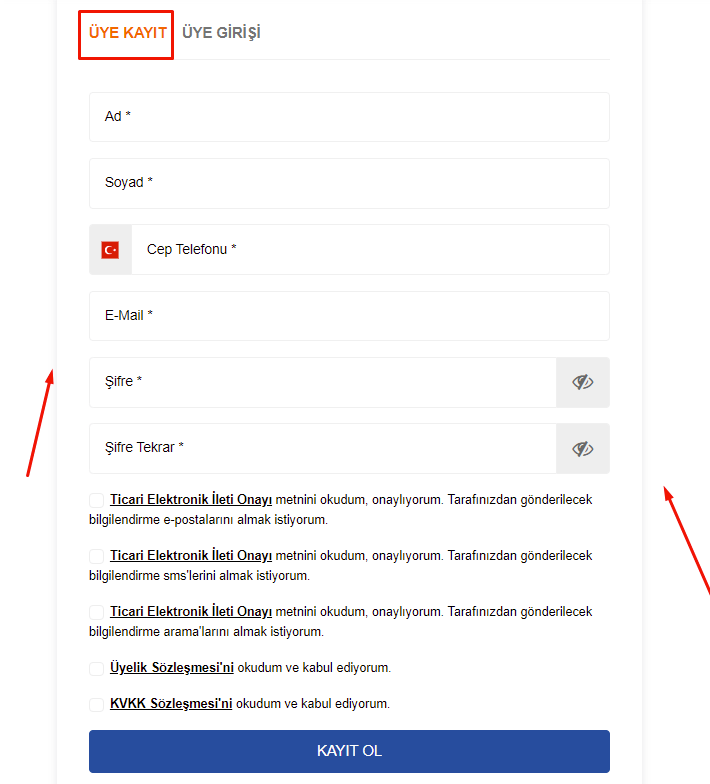 ÜYE KAYIT ÜYE GİRİŞİ
Ad *
Soyad *
Cep Telefonu *
E-Mail *
Şifre *
Şifre Tekrar *
Ticari Elektronik İleti Onayı metnini okudum, onaylıyorum. Tarafınızdan gönderilecek
bilgilendirme e-postalarını almak istiyorum.
Ticari Elektronik İleti Onayı metnini okudum, onaylıyorum. Tarafınızdan gönderilecek
bilgilendirme sms'lerini almak istiyorum.
Ticari Elektronik İleti Onayı metnini okudum, onaylıyorum. Tarafınızdan gönderilecek
bilgilendirme arama'larını almak istiyorum.
Üyelik Sözleşmesi'ni okudum ve kabul ediyorum.
KVKK Sözleşmesi'ni okudum ve kabul ediyorum.
KAYIT OL